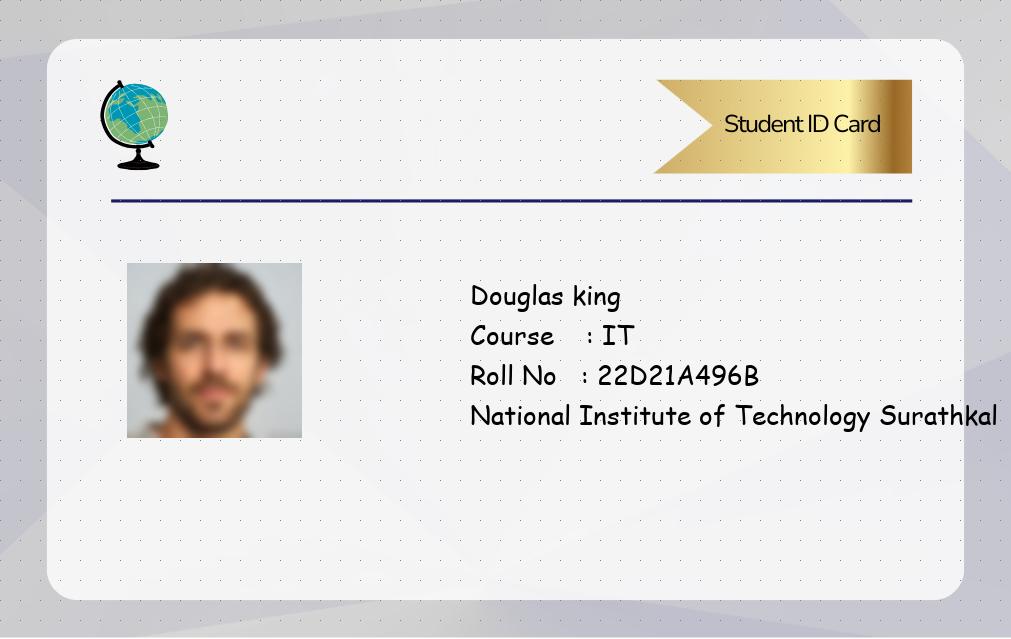 Student ID Card
Douglas king
Course : IT
Roll No : 22D21A496B
National Institute of Technology Surathkal